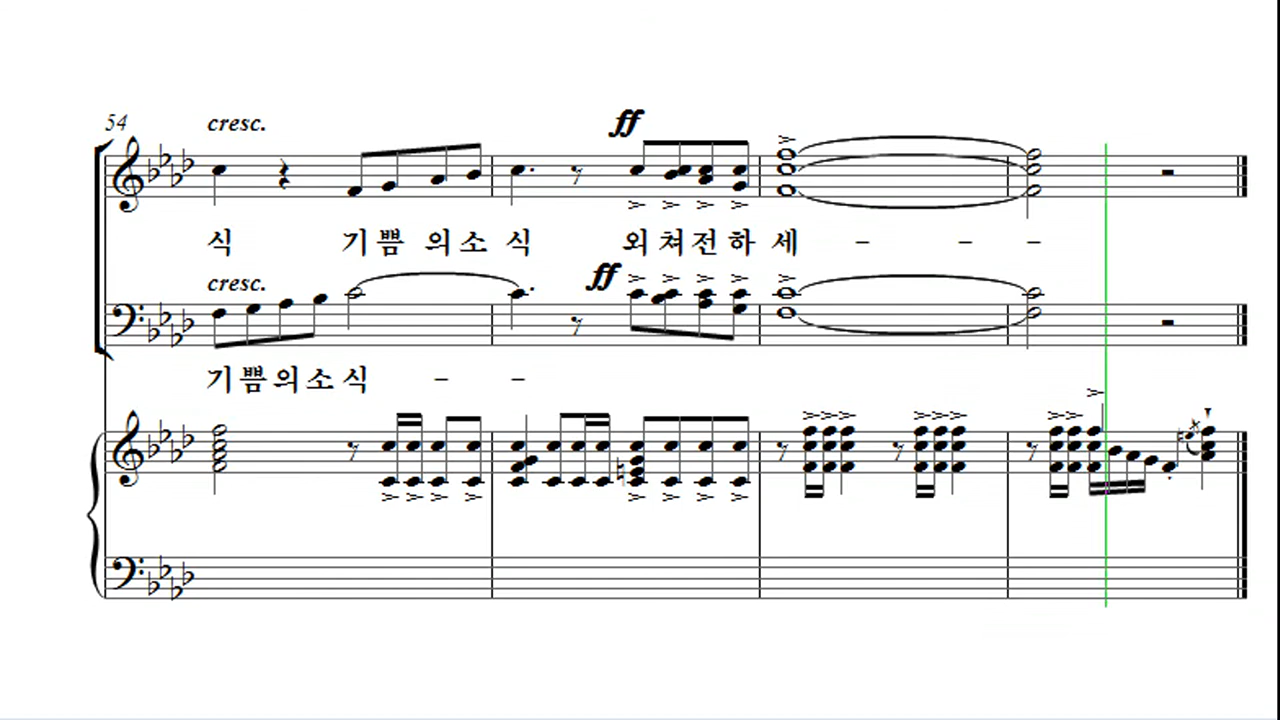 54
cresc.
ff
식 기 쁨 의 소 식 외 쳐 전 하 세 - - -
cresc.
ff
기 쁨 의 소 식 - -